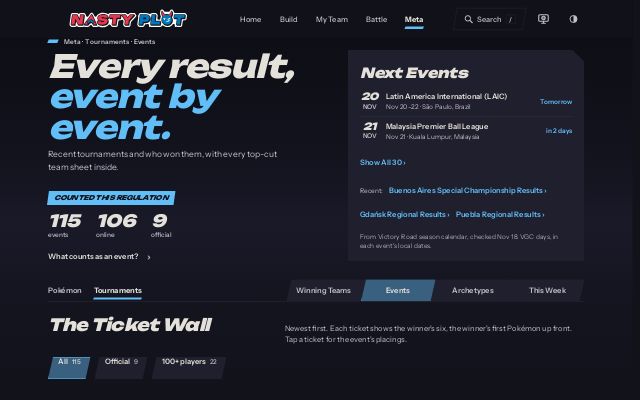 NASTY PLOT
Home
Build
My Team
Battle
Meta
Search /
Meta · Tournaments · Events
Every result,
event by
event.
Recent tournaments and who won them, with every top-cut
team sheet inside.
COUNTED THIS REGULATION
115 106 9
events online official
What counts as an event? ›
Next Events
20 Latin America International (LAIC)
NOV Nov 20–22 · São Paulo, Brazil
Tomorrow
21 Malaysia Premier Ball League
NOV Nov 21 · Kuala Lumpur, Malaysia
in 2 days
Show All 30 ›
Recent: Buenos Aires Special Championship Results ›
Gdańsk Regional Results › Puebla Regional Results ›
From Victory Road season calendar, checked Nov 18. VGC days, in
each event's local dates.
Pokémon Tournaments
Winning Teams Events Archetypes This Week
The Ticket Wall
Newest first. Each ticket shows the winner's six, the winner's first Pokémon up front.
Tap a ticket for the event's placings.
All 115 Official 9 100+ players 22